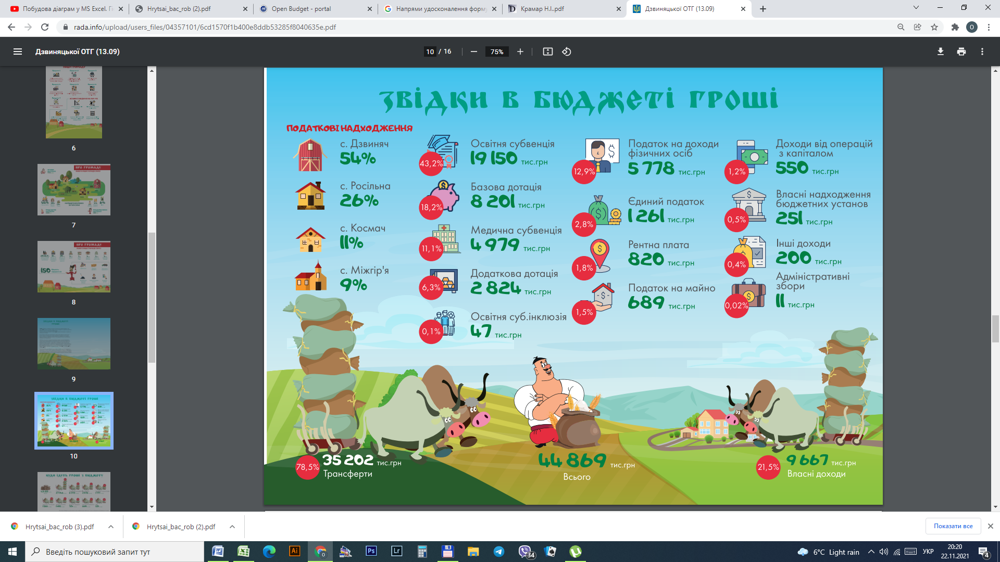 Побудова діаграм у MS Excel. Гі
Hrytsai_bac_rob (2).pdf
Open Budget - portal
Напрями удосконалення форму
Крамар Н.І..pdf
Дзвиняцької ОТГ (13.09)
rada.info/upload/users_files/04357101/6cd1570f1b400e8ddb53285f8040635e.pdf
О
Дзвиняцької ОТГ (13.09)
10 / 16
75%
6
7
8
9
10
ЗВІДКИ В БЮДЖЕТІ ГРОШІ
ПОДАТКОВІ НАДХОДЖЕННЯ
с. Дзвиняч
54%
с. Росільна
26%
с. Космач
11%
с. Міжгір'я
9%
Освітня субвенція
43,2%
19 150 тис.грн
Базова дотація
18,2%
8 201 тис.грн
Медична субвенція
11,1%
4 979 тис.грн
Додаткова дотація
6,3%
2 824 тис.грн
Освітня суб.інклюзія
0,1%
47 тис.грн
Податок на доходи
фізичних осіб
12,9%
5 778 тис.грн
Єдиний податок
2,8%
1 261 тис.грн
Рентна плата
1,8%
820 тис.грн
Податок на майно
1,5%
689 тис.грн
Доходи від операцій
з капіталом
1,2%
550 тис.грн
Власні надходження
бюджетних установ
0,5%
251 тис.грн
Інші доходи
0,4%
200 тис.грн
Адміністративні
збори
0,02%
11 тис.грн
78,5%
35 202 тис.грн
Трансферти
44 869 тис.грн
Всього
21,5%
9 667 тис.грн
Власні доходи
Hrytsai_bac_rob (3).pdf
Hrytsai_bac_rob (2).pdf
Показати все
Введіть пошуковий запит тут
Ai
Ps
Lr
34
6°C Light rain
УКР
20:20
22.11.2021
4